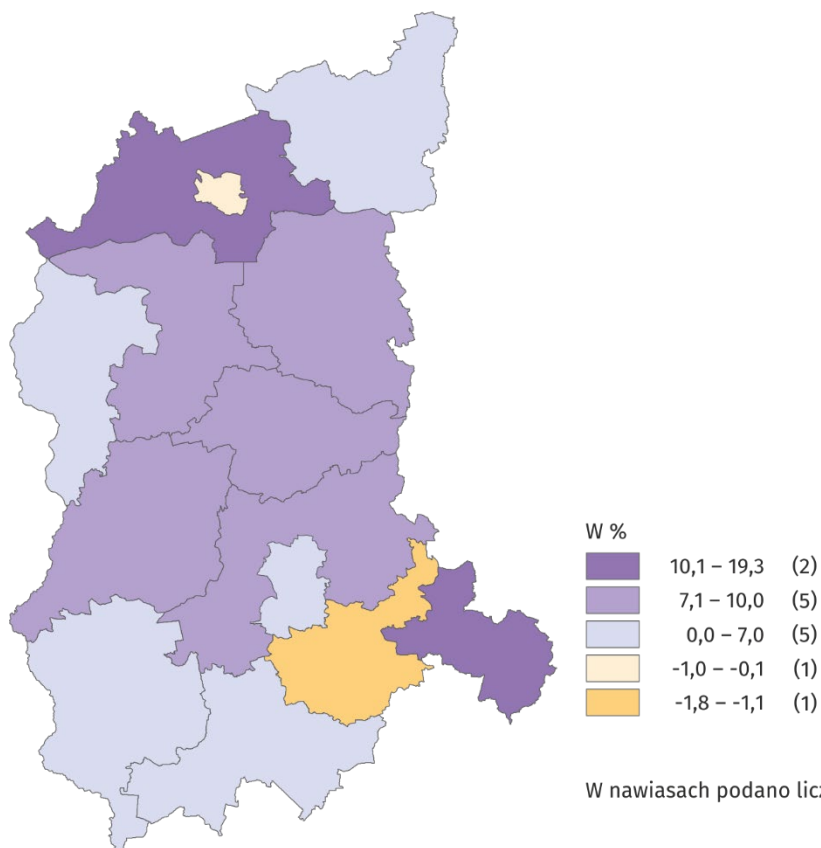 W %
10,1 – 19,3 (2)
7,1 – 10,0 (5)
0,0 – 7,0 (5)
-1,0 – -0,1 (1)
-1,8 – -1,1 (1)
W nawiasach podano